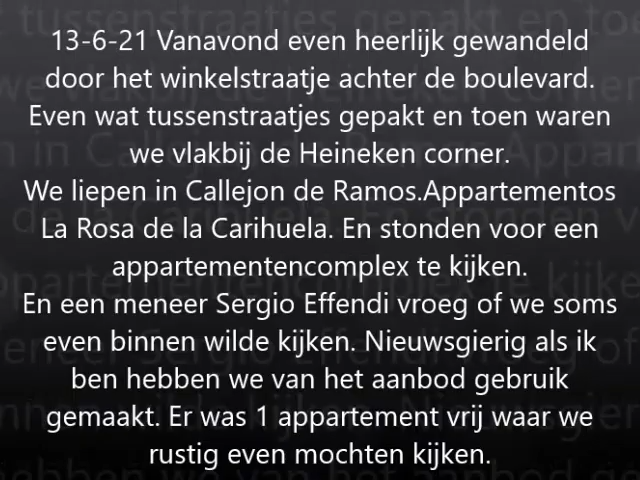 13-6-21 Vanavond even heerlijk gewandeld
door het winkelstraatje achter de boulevard.
Even wat tussenstraatjes gepakt en toen waren
we vlakbij de Heineken corner.
We liepen in Callejon de Ramos.Appartementos
La Rosa de la Carihuela. En stonden voor een
appartementencomplex te kijken.
En een meneer Sergio Effendi vroeg of we soms
even binnen wilde kijken. Nieuwsgierig als ik
ben hebben we van het aanbod gebruik
gemaakt. Er was 1 appartement vrij waar we
rustig even mochten kijken.